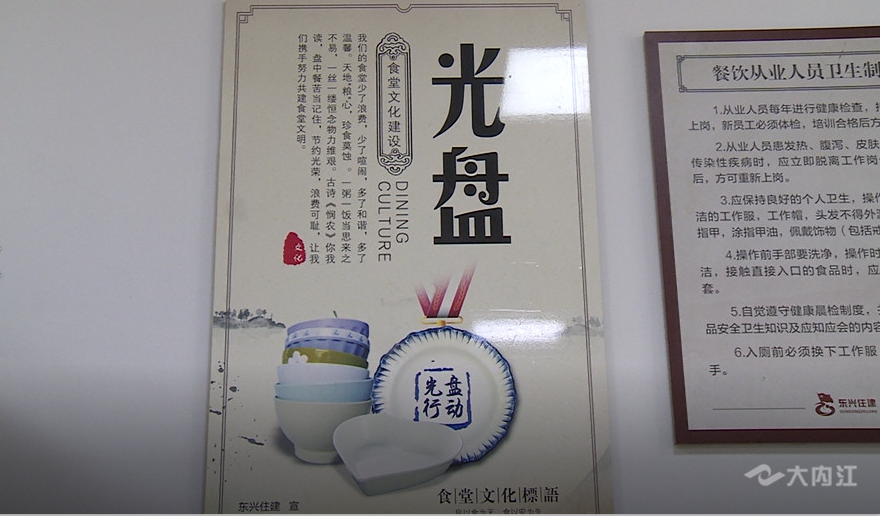 光盘
食堂文化建设
DINING
CULTURE
我们的食堂少了浪费，少了喧闹，多了和谐，多了
温馨。天地"粮"心，珍食莫蚀。一粥一饭当思来之
不易，一丝一缕恒念物力维艰。古诗《悯农》你我
读，盘中餐苦当记住，节约光荣，浪费可耻，让我
们携手努力共建食堂文明。
文化
光盘
行动
食堂文化標語
民以食为天 食以安为先
东兴住建 宣
餐饮从业人员卫生制
1.从业人员每年进行健康检查，
上岗，新员工必须体检，培训合格后方
2.从业人员患发热、腹泻、皮肤
传染性疾病时，应立即脱离工作岗
后，方可重新上岗。
3.应保持良好的个人卫生，操作
洁的工作服，工作帽，头发不得外
指甲，涂指甲油，佩戴饰物（包括戒
4.操作前手部要洗净，操作时
洁，接触直接入口的食品时，应
套。
5.自觉遵守健康晨检制度，
品安全卫生知识及应知应会的内容
6.入厕前必须换下工作服
手。
东兴住建
大内江